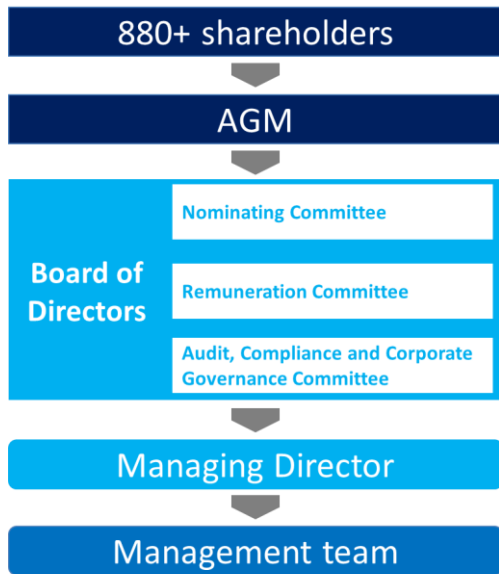 880+ shareholders
AGM
Board of
Directors
Nominating Committee
Remuneration Committee
Audit, Compliance and Corporate
Governance Committee
Managing Director
Management team